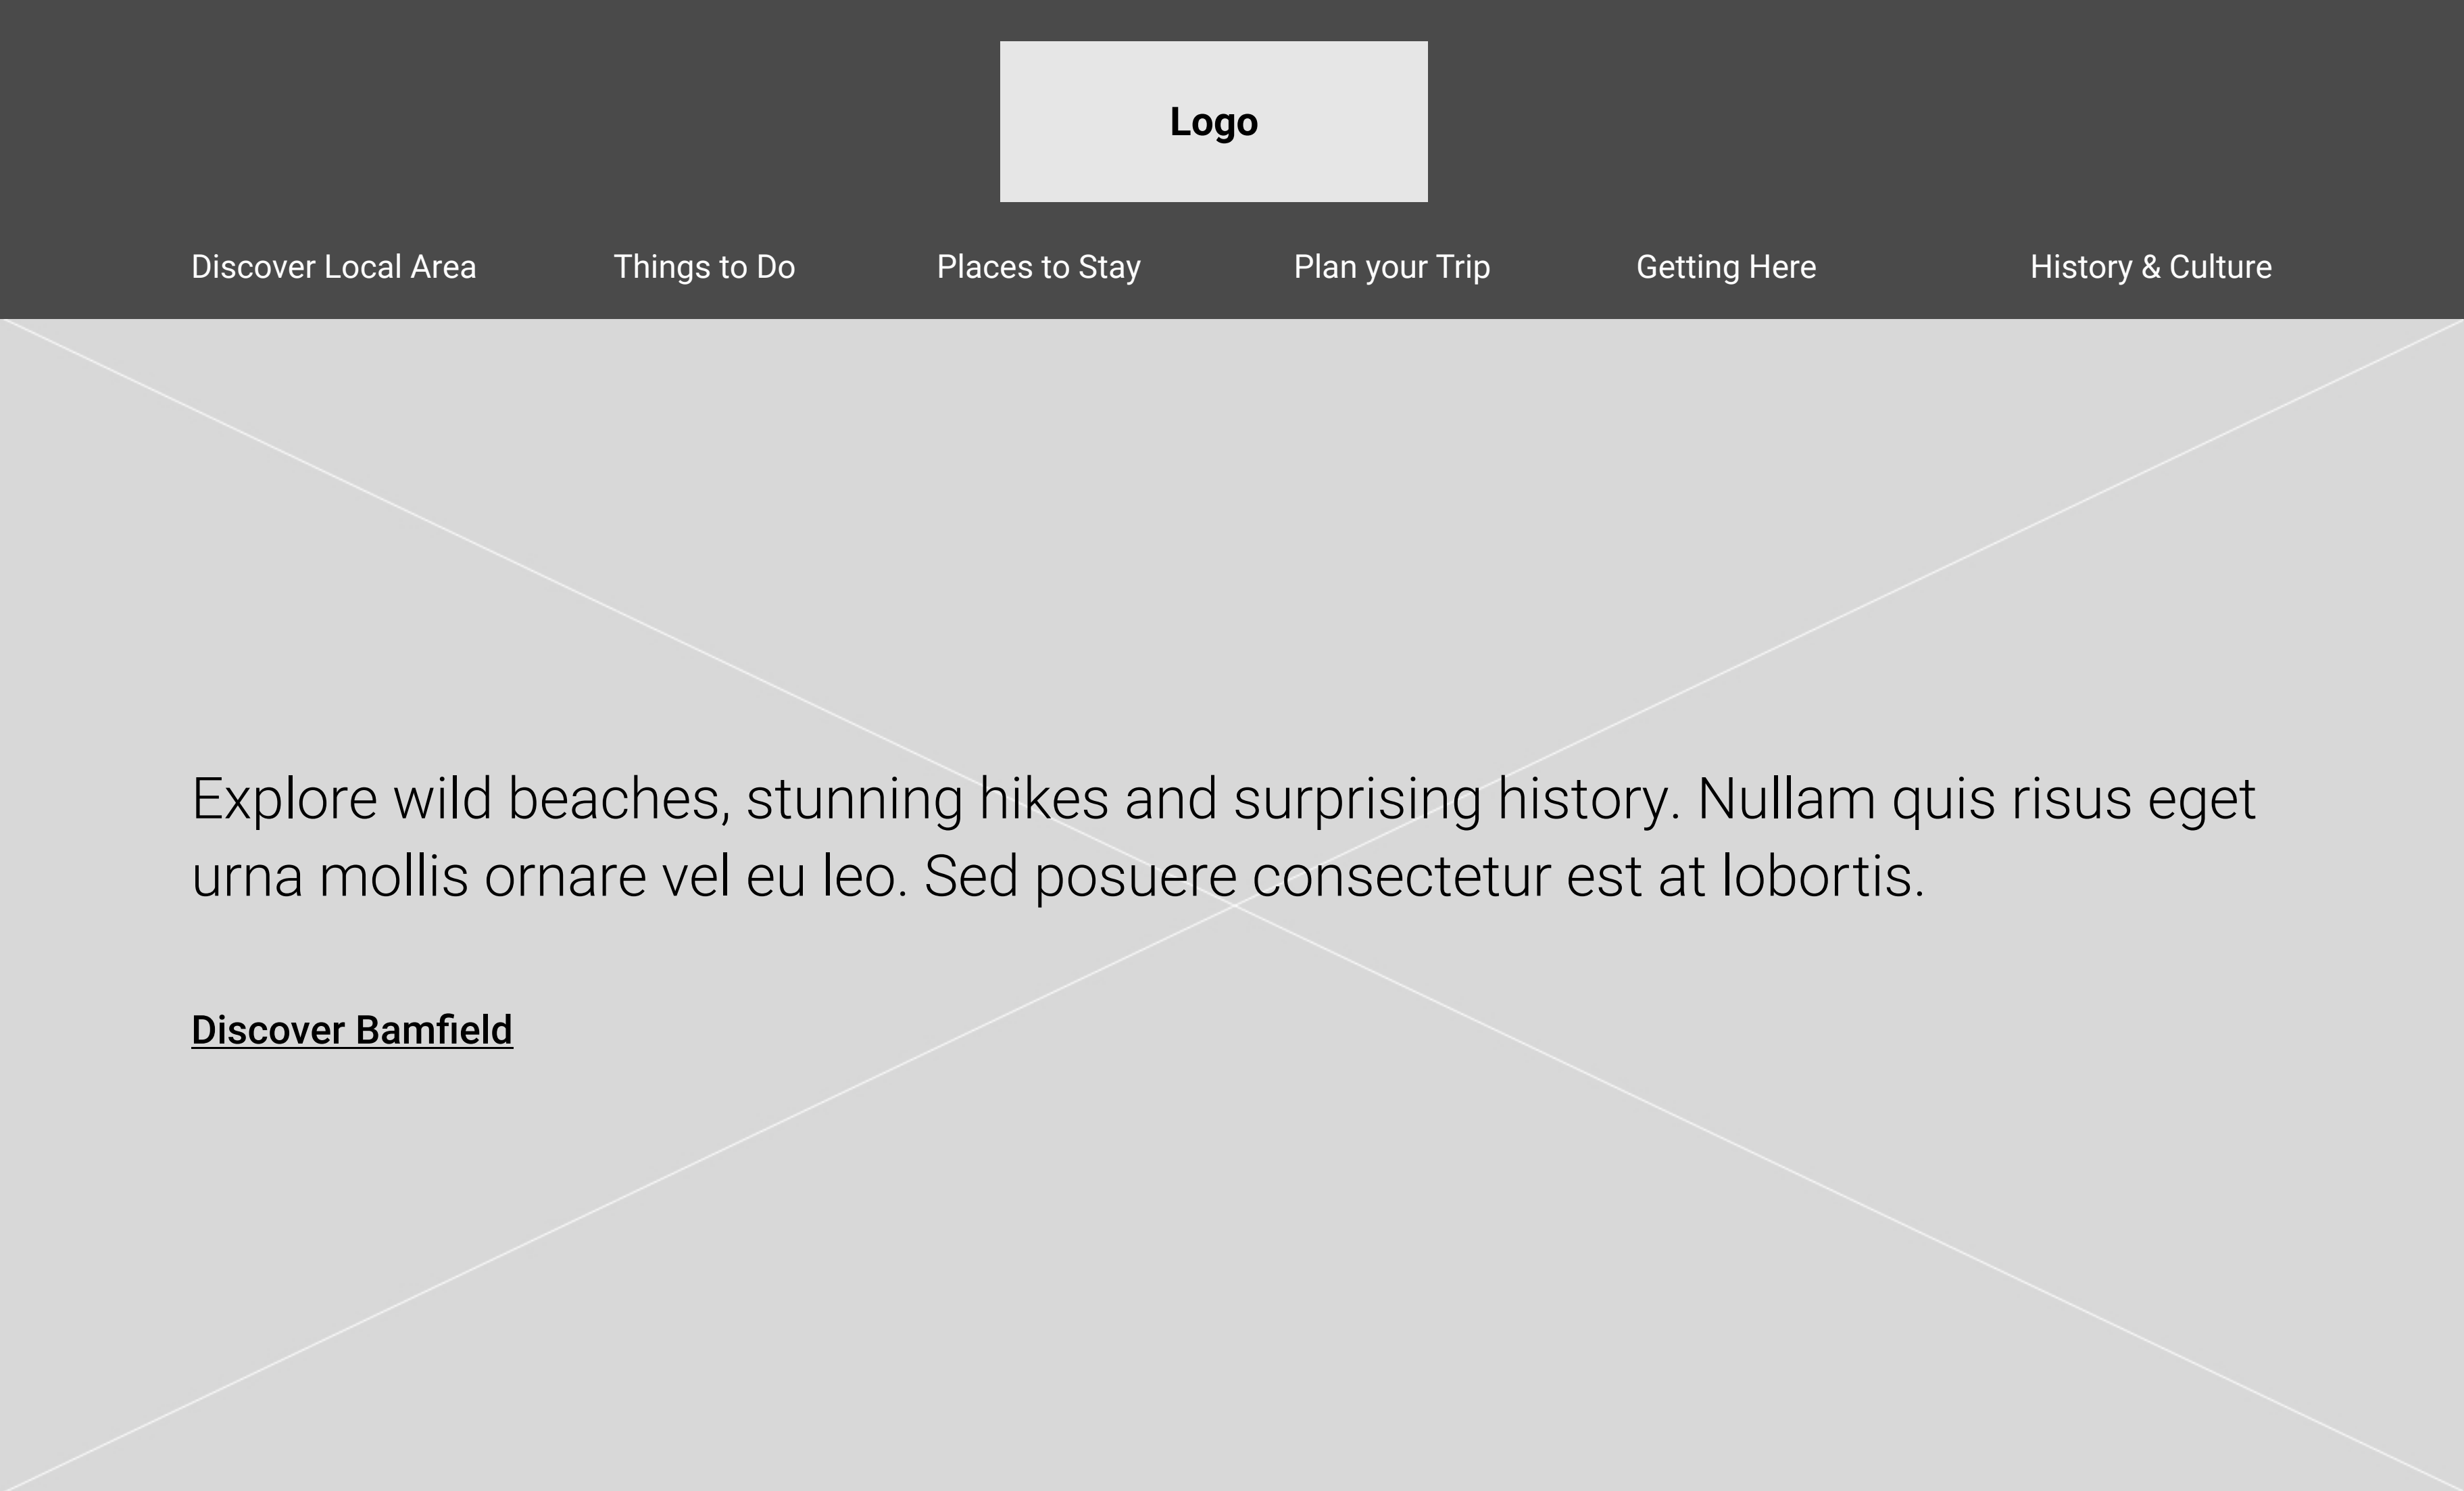 Logo
Discover Local Area Things to Do Places to Stay Plan your Trip Getting Here History & Culture
Explore wild beaches, stunning hikes and surprising history. Nullam quis risus eget
urna mollis ornare vel eu leo. Sed posuere consectetur est at lobortis.
Discover Bamfield